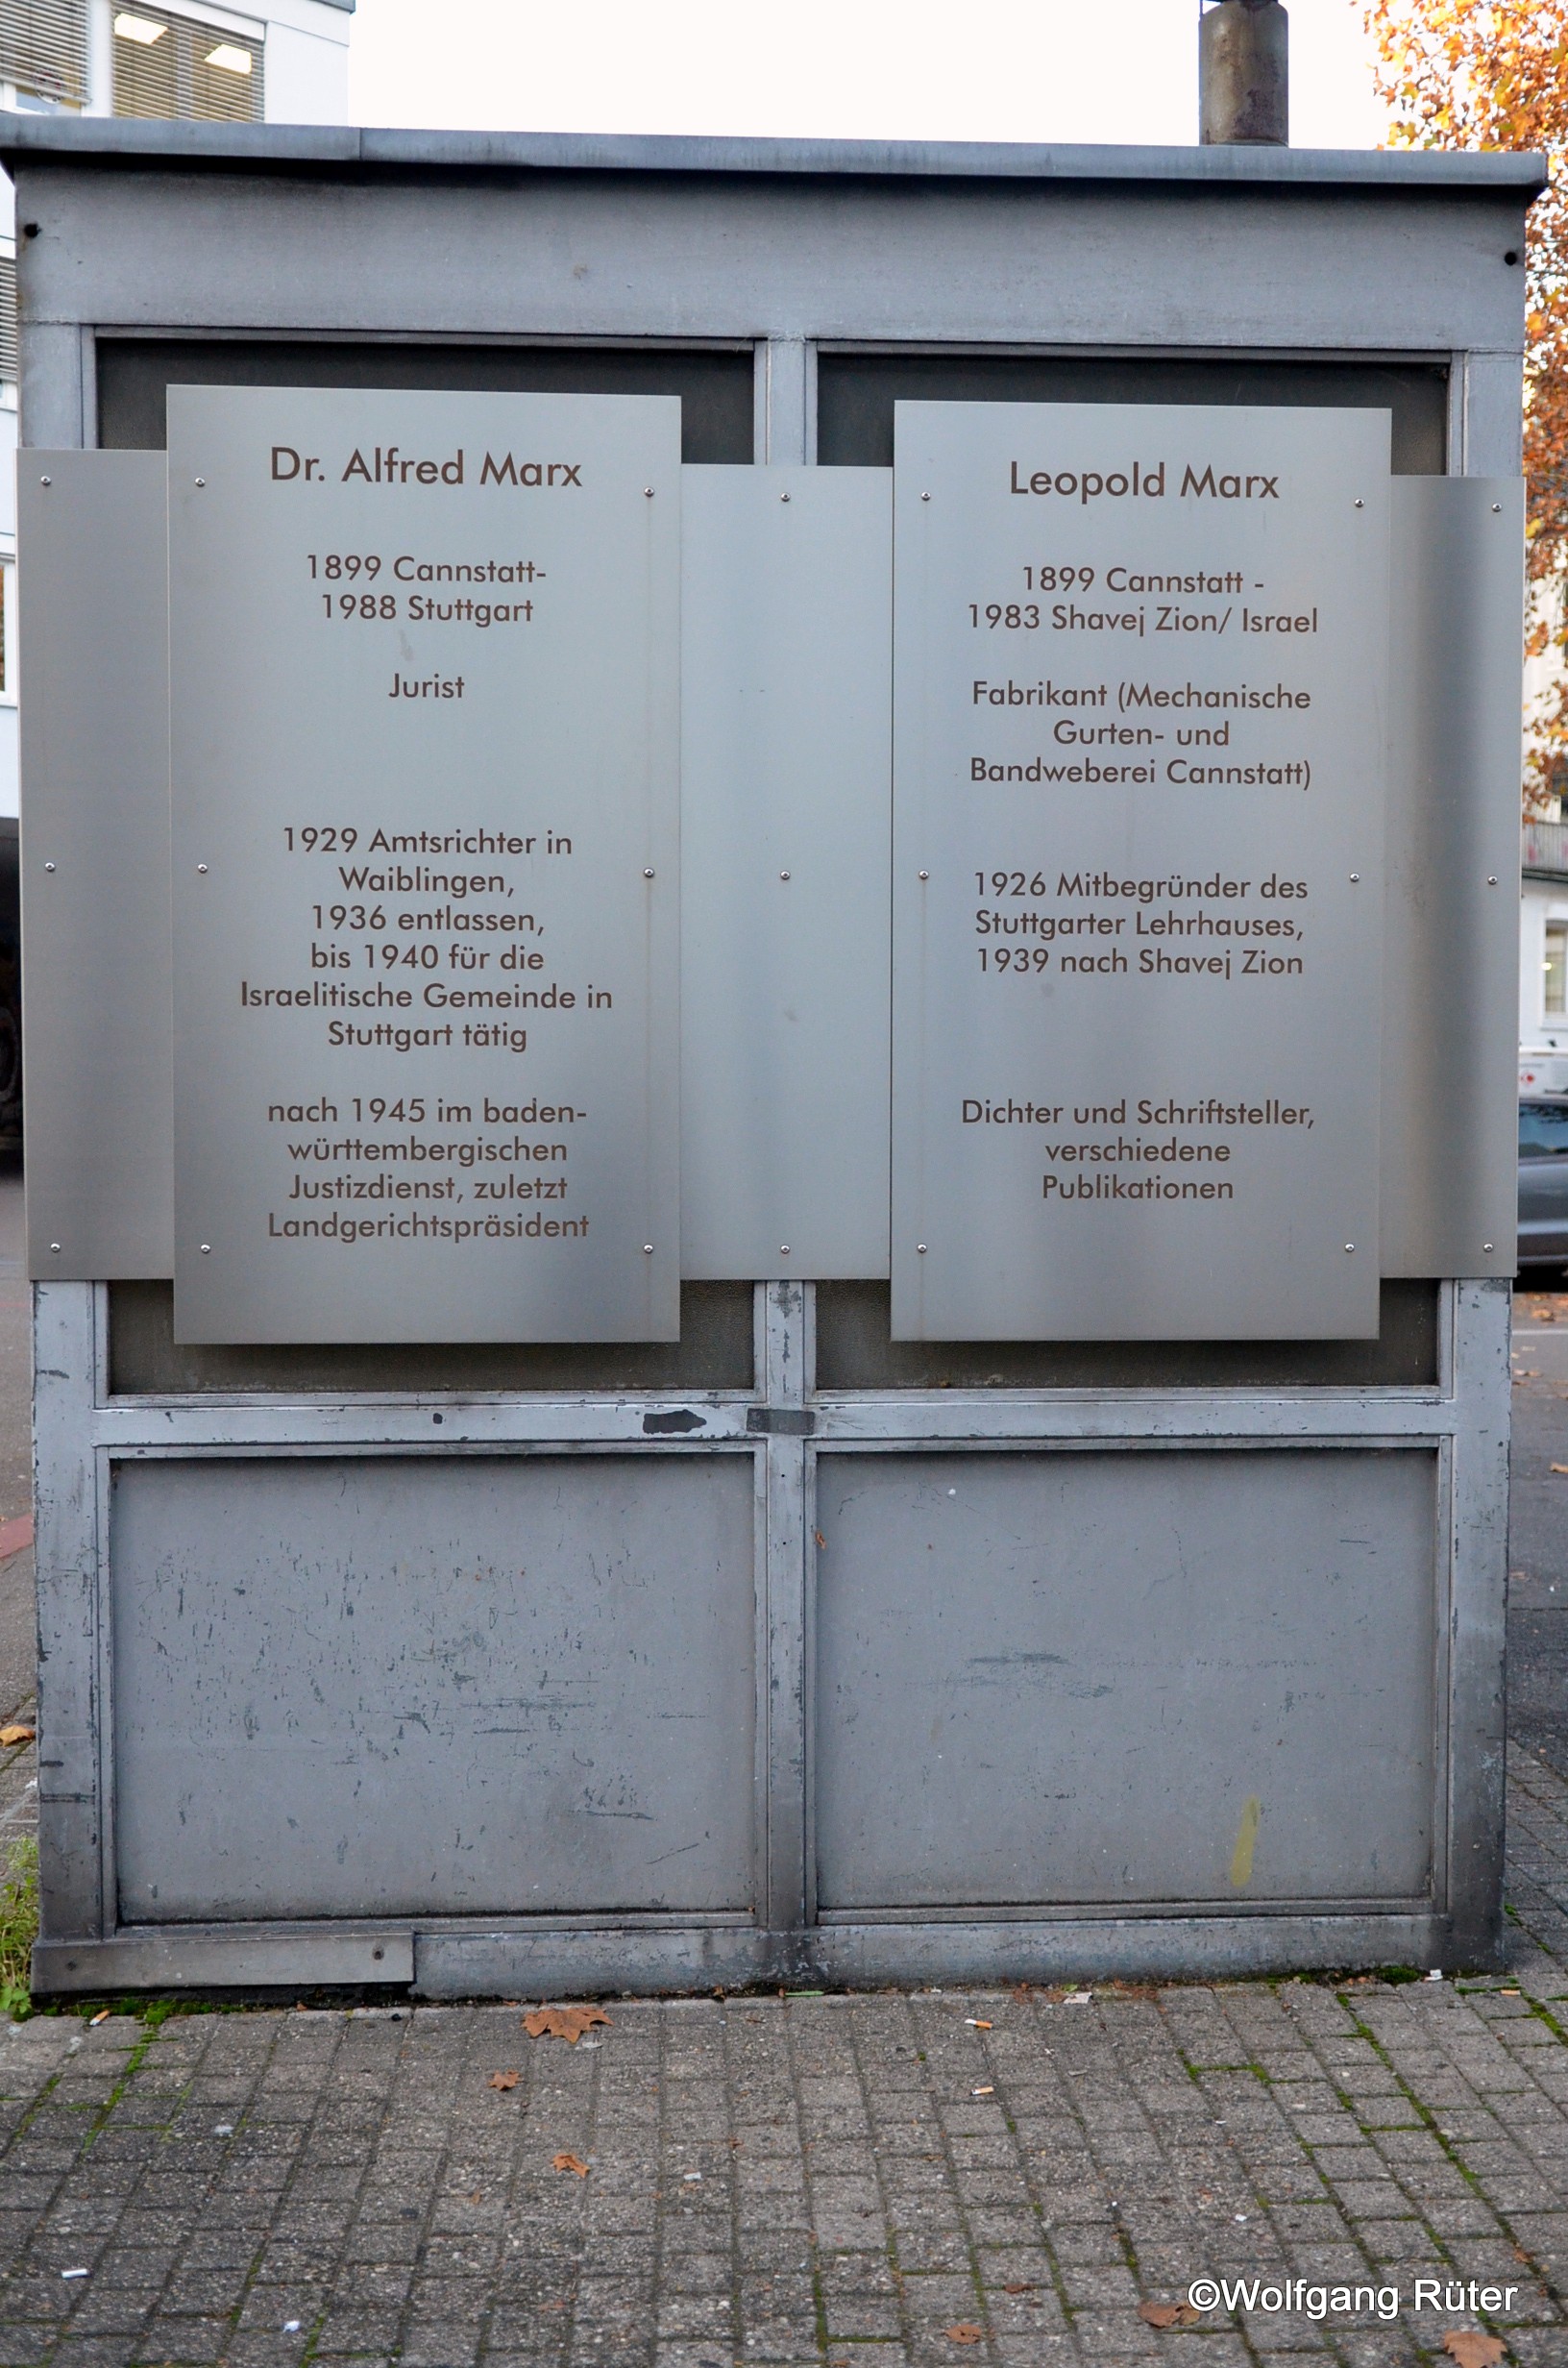 Dr. Alfred Marx
1899 Cannstatt-
1988 Stuttgart
Jurist
1929 Amtsrichter in
Waiblingen,
1936 entlassen,
bis 1940 für die
Israelitische Gemeinde in
Stuttgart tätig
nach 1945 im baden-
württembergischen
Justizdienst, zuletzt
Landgerichtspräsident
Leopold Marx
1899 Cannstatt -
1983 Shavej Zion/ Israel
Fabrikant (Mechanische
Gurten- und
Bandweberei Cannstatt)
1926 Mitbegründer des
Stuttgarter Lehrhauses,
1939 nach Shavej Zion
Dichter und Schriftsteller,
verschiedene
Publikationen
©Wolfgang Rüter